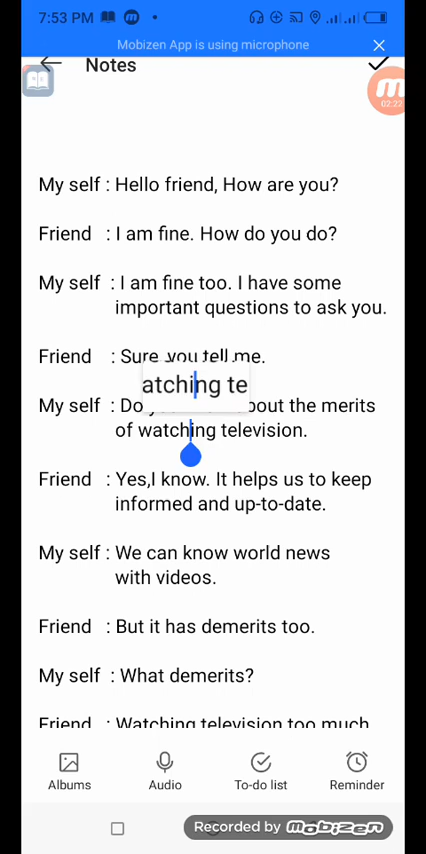 7:53 PM
Mobizen App is using microphone
Notes
02:22
My self : Hello friend, How are you?
Friend : I am fine. How do you do?
My self : I am fine too. I have some
important questions to ask you.
Friend : Sure you tell me.
atching te
My self : Do bout the merits
of watching television.
Friend : Yes,I know. It helps us to keep
informed and up-to-date.
My self : We can know world news
with videos.
Friend : But it has demerits too.
My self : What demerits?
Friend : Watching television too much
Albums Audio To-do list Reminder
Recorded by mobizen